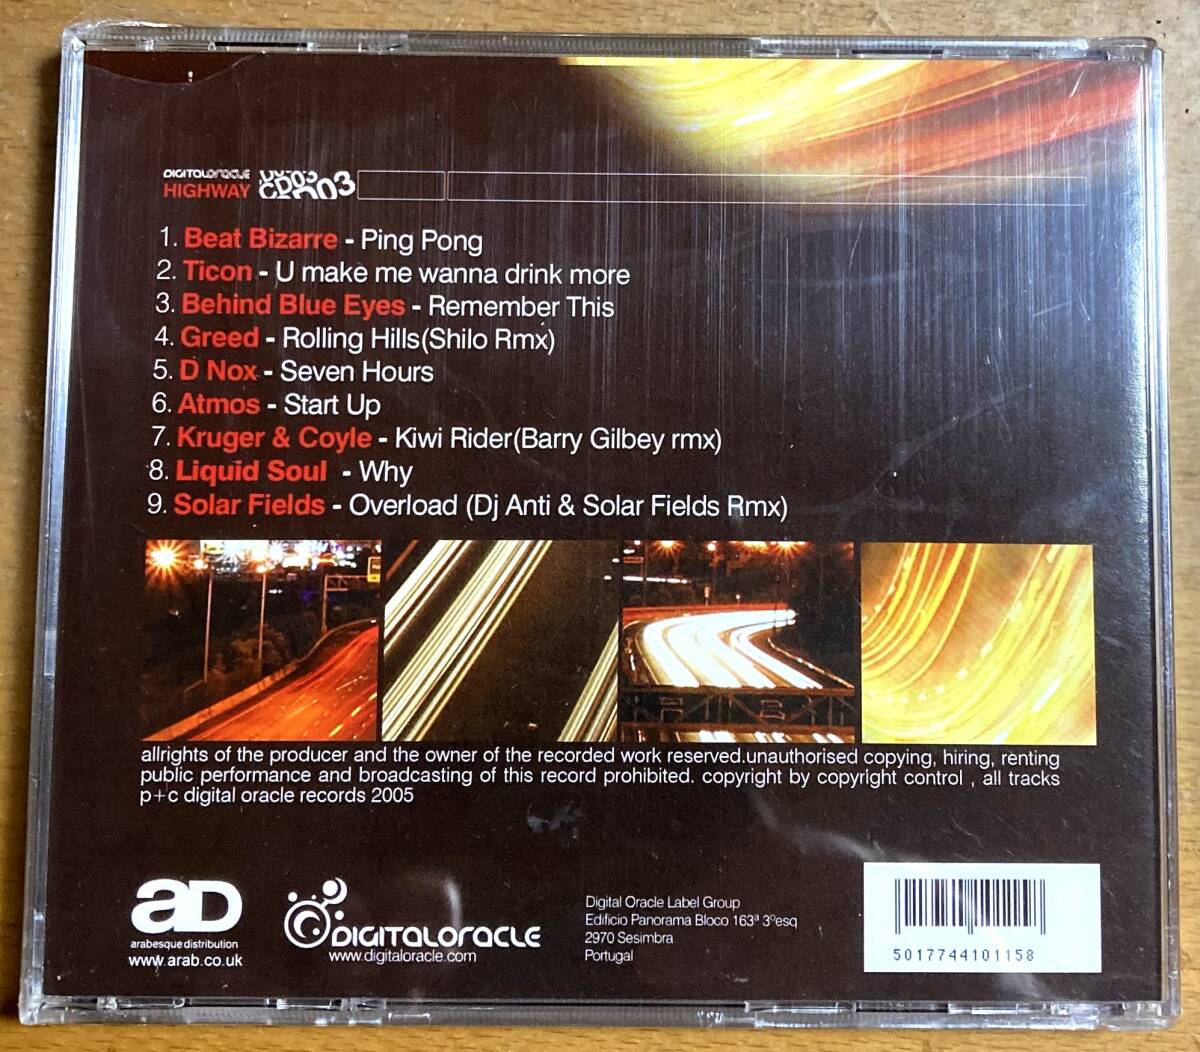 DIGITALORACLE
HIGHWAY
1. Beat Bizarre - Ping Pong
2. Ticon - U make me wanna drink more
3. Behind Blue Eyes - Remember This
4. Greed - Rolling Hills(Shilo Rmx)
5. D Nox - Seven Hours
6. Atmos - Start Up
7. Kruger & Coyle - Kiwi Rider(Barry Gilbey rmx)
8. Liquid Soul - Why
9. Solar Fields - Overload (Dj Anti & Solar Fields Rmx)
allrights of the producer and the owner of the recorded work reserved.unauthorised copying, hiring, renting
public performance and broadcasting of this record prohibited. copyright by copyright control , all tracks
p+c digital oracle records 2005
aD
arabesque distribution
www.arab.co.uk
DIGITALORACLE
www.digitaloracle.com
Digital Oracle Label Group
Edificio Panorama Bloco 163ª 3ºesq
2970 Sesimbra
Portugal
5017744101158